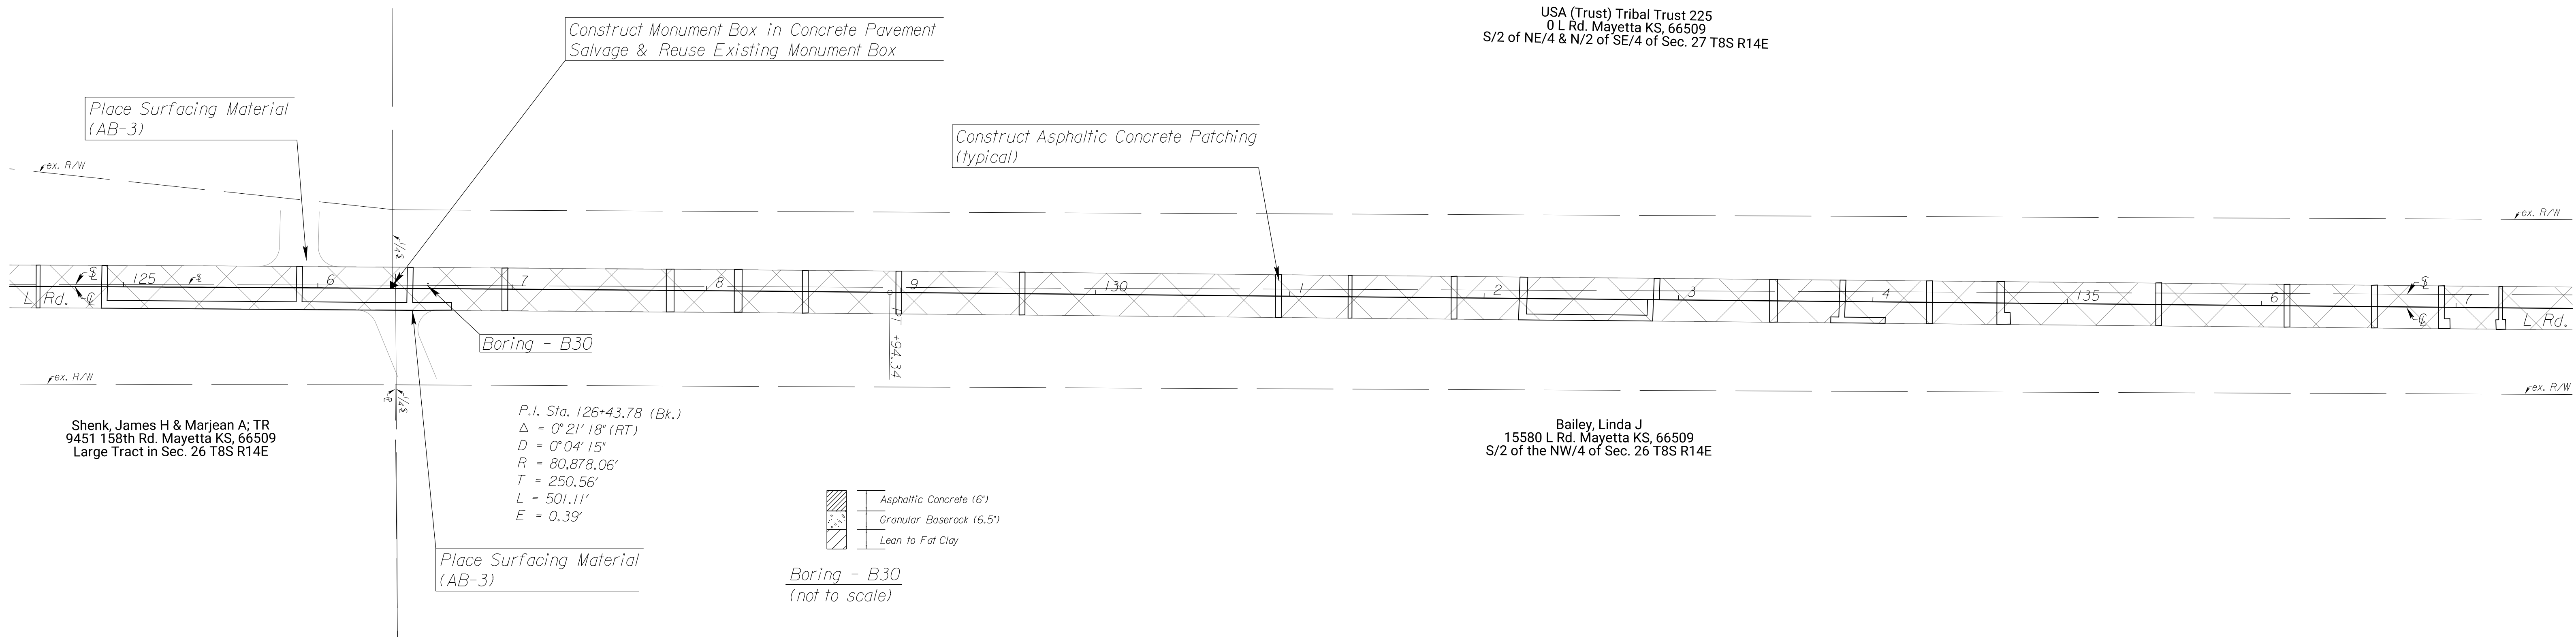 USA (Trust) Tribal Trust 225
0 L Rd. Mayetta KS, 66509
S/2 of NE/4 & N/2 of SE/4 of Sec. 27 T8S R14E
Construct Monument Box in Concrete Pavement
Salvage & Reuse Existing Monument Box
Place Surfacing Material
(AB-3)
Construct Asphaltic Concrete Patching
(typical)
ex. R/W
ex. R/W
1/4 S/L
S/L
125
S/L
6
7
8
9
130
1
2
3
4
135
6
S/L
7
L Rd.
C/L
C/L
L Rd.
PT +94.34
Boring - B30
ex. R/W
ex. R/W
P/L
1/4 S/L
Shenk, James H & Marjean A; TR
9451 158th Rd. Mayetta KS, 66509
Large Tract in Sec. 26 T8S R14E
P.I. Sta. 126+43.78 (Bk.)
Δ = 0°21'18" (RT)
D = 0°04'15"
R = 80,878.06'
T = 250.56'
L = 501.11'
E = 0.39'
Bailey, Linda J
15580 L Rd. Mayetta KS, 66509
S/2 of the NW/4 of Sec. 26 T8S R14E
Asphaltic Concrete (6")
Granular Baserock (6.5")
Lean to Fat Clay
Place Surfacing Material
(AB-3)
Boring - B30
(not to scale)